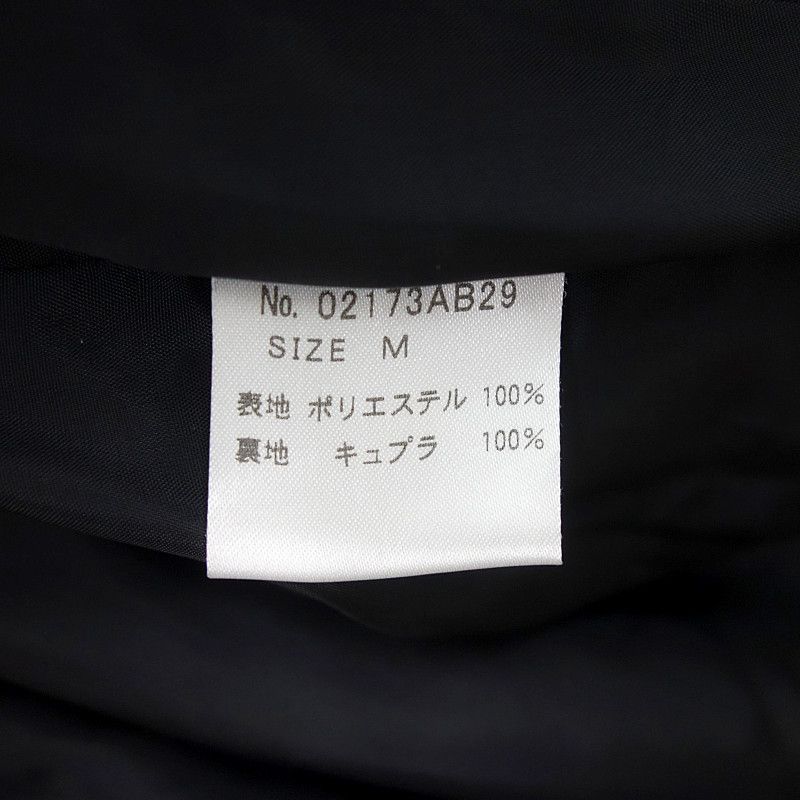 No. 02173AB29
SIZE M
表地 ポリエステル 100%
裏地 キュプラ 100%